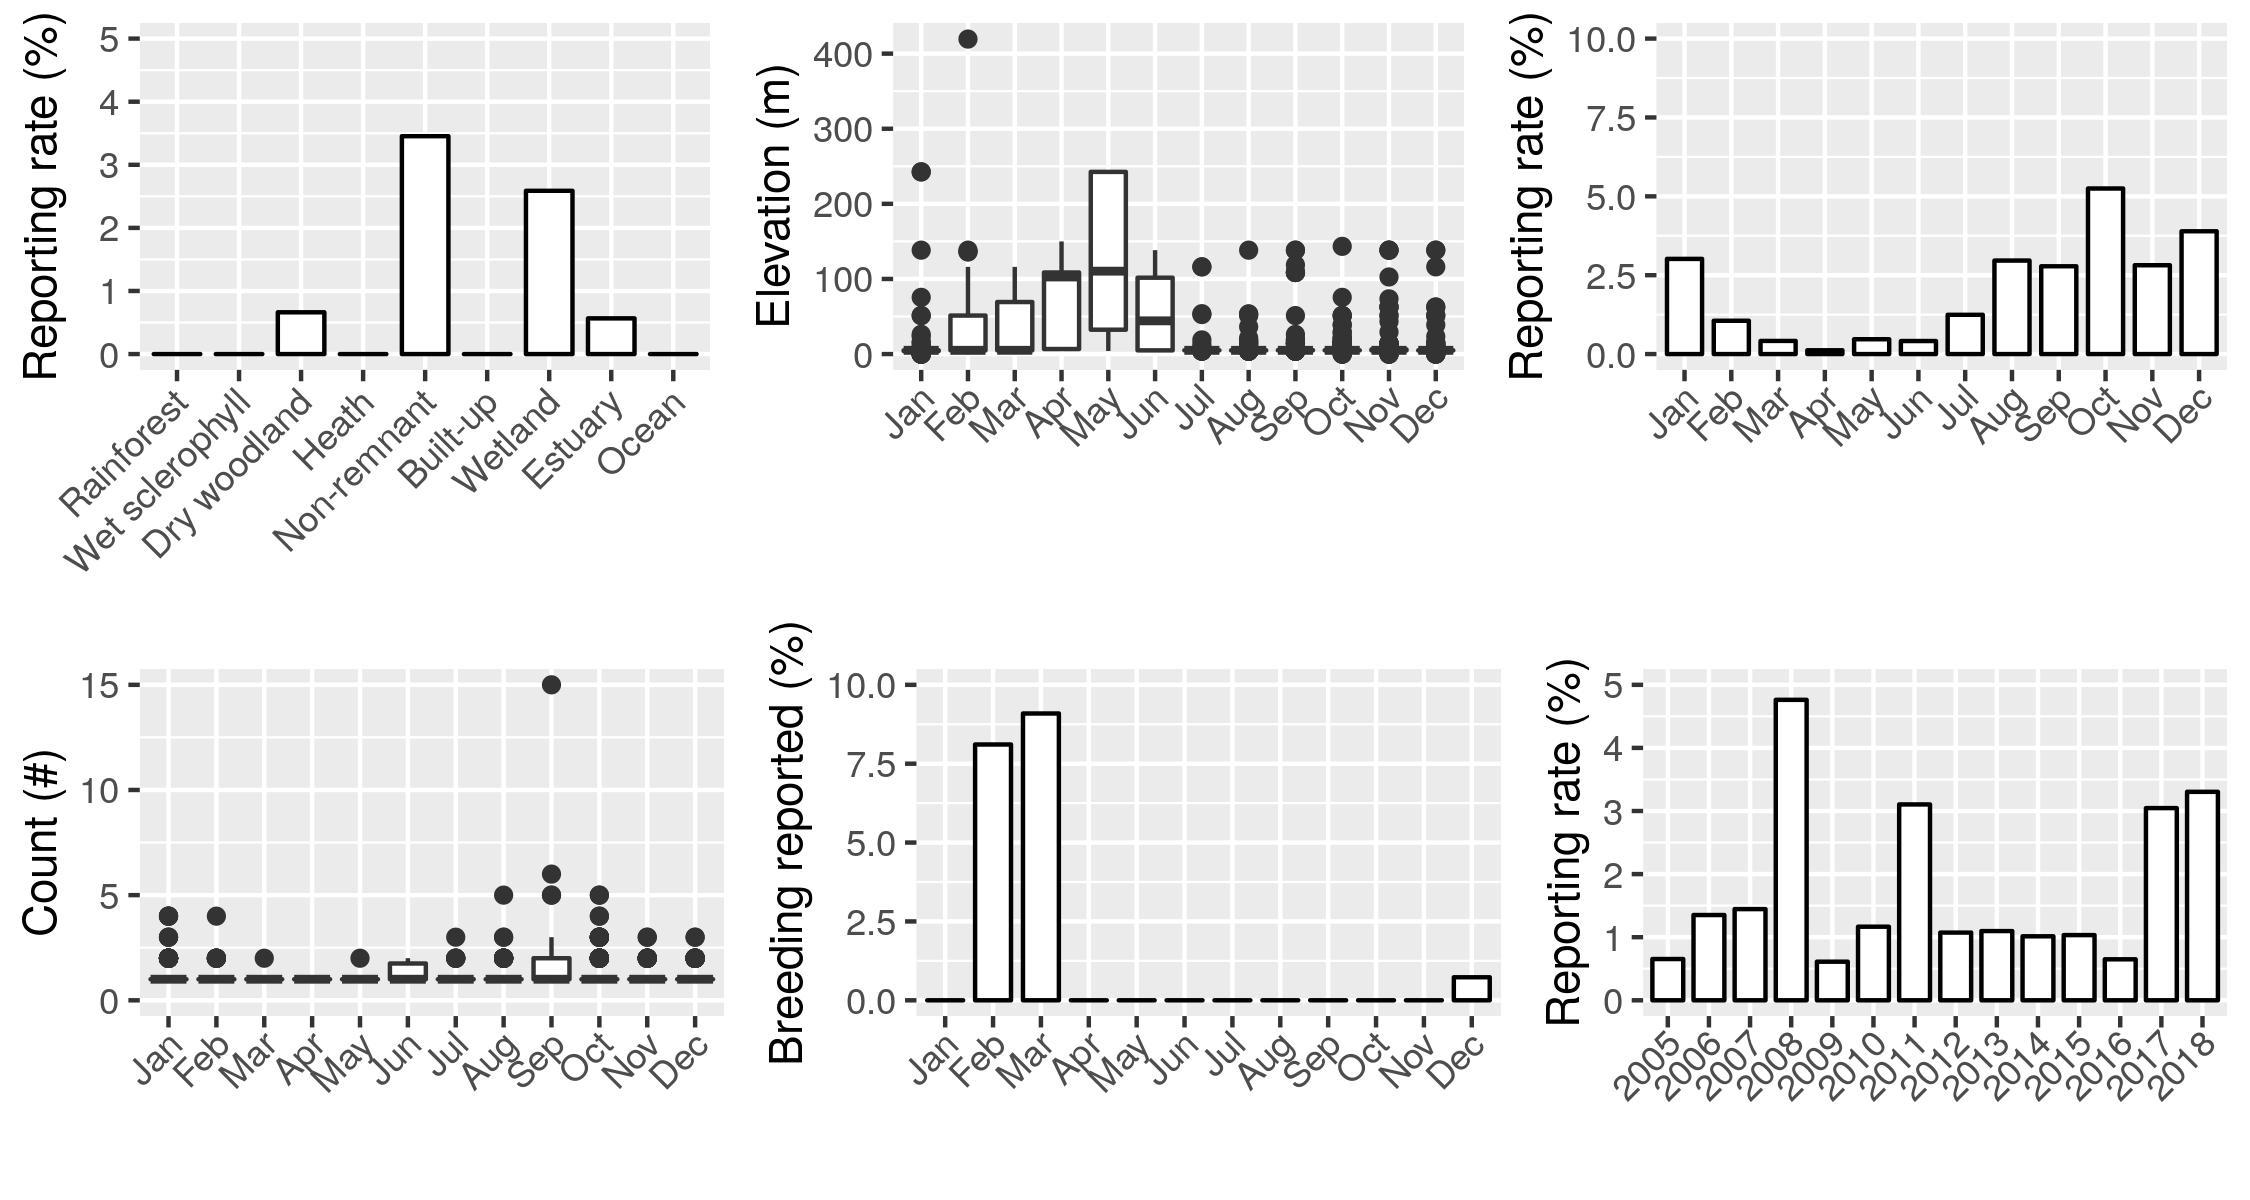 Reporting rate (%)
5
4
3
2
1
0
Rainforest
Wet sclerophyll
Dry woodland
Heath
Non-remnant
Built-up
Wetland
Estuary
Ocean
Elevation (m)
400
300
200
100
0
Jan
Feb
Mar
Apr
May
Jun
Jul
Aug
Sep
Oct
Nov
Dec
Reporting rate (%)
10.0
7.5
5.0
2.5
0.0
Jan
Feb
Mar
Apr
May
Jun
Jul
Aug
Sep
Oct
Nov
Dec
Count (#)
15
10
5
0
Jan
Feb
Mar
Apr
May
Jun
Jul
Aug
Sep
Oct
Nov
Dec
Breeding reported (%)
10.0
7.5
5.0
2.5
0.0
Jan
Feb
Mar
Apr
May
Jun
Jul
Aug
Sep
Oct
Nov
Dec
Reporting rate (%)
5
4
3
2
1
0
2005
2006
2007
2008
2009
2010
2011
2012
2013
2014
2015
2016
2017
2018